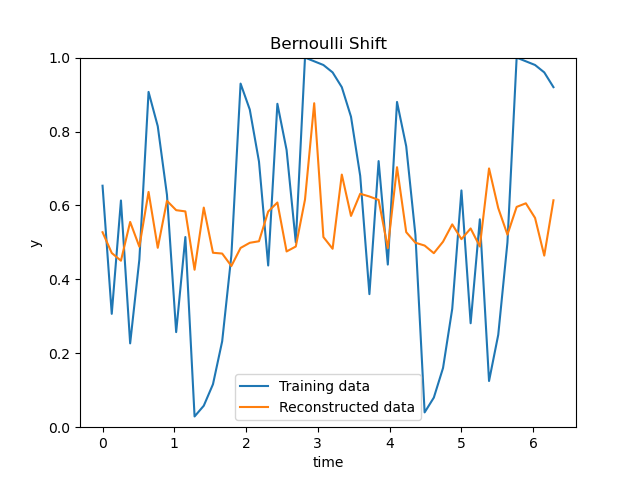 Bernoulli Shift
1.0
0.8
0.6
0.4
0.2
0.0
y
Training data
Reconstructed data
0 1 2 3 4 5 6
time